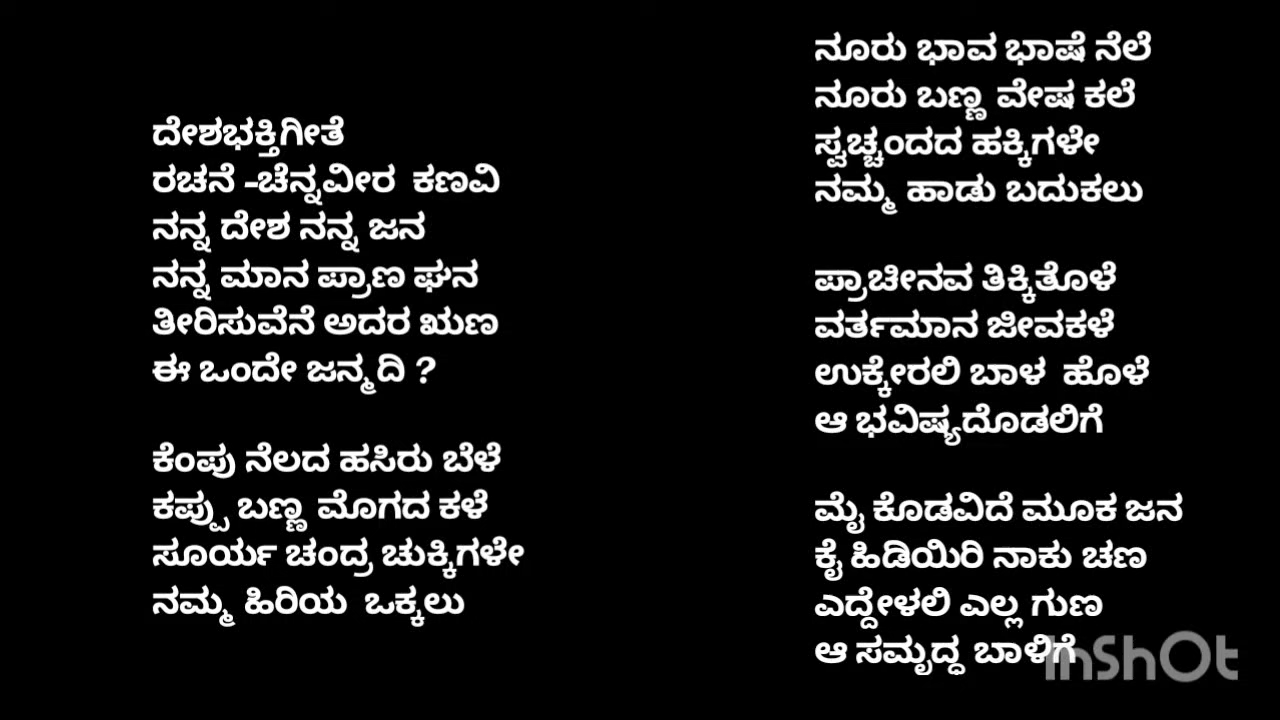 ದೇಶಭಕ್ತಿಗೀತೆ
ರಚನೆ -ಚೆನ್ನವೀರ ಕಣವಿ
ನನ್ನ ದೇಶ ನನ್ನ ಜನ
ನನ್ನ ಮಾನ ಪ್ರಾಣ ಘನ
ತೀರಿಸುವೆನೆ ಅದರ ಋಣ
ಈ ಒಂದೇ ಜನ್ಮದಿ ?
ಕೆಂಪು ನೆಲದ ಹಸಿರು ಬೆಳೆ
ಕಪ್ಪು ಬಣ್ಣ ಮೊಗದ ಕಳೆ
ಸೂರ್ಯ ಚಂದ್ರ ಚುಕ್ಕಿಗಳೇ
ನಮ್ಮ ಹಿರಿಯ ಒಕ್ಕಲು
ನೂರು ಭಾವ ಭಾಷೆ ನೆಲೆ
ನೂರು ಬಣ್ಣ ವೇಷ ಕಲೆ
ಸ್ವಚ್ಚಂದದ ಹಕ್ಕಿಗಳೇ
ನಮ್ಮ ಹಾಡು ಬದುಕಲು
ಪ್ರಾಚೀನವ ತಿಕ್ಕಿತೊಳೆ
ವರ್ತಮಾನ ಜೀವಕಳೆ
ಉಕ್ಕೇರಲಿ ಬಾಳ ಹೊಳೆ
ಆ ಭವಿಷ್ಯದೊಡಲಿಗೆ
ಮೈ ಕೊಡವಿದೆ ಮೂಕ ಜನ
ಕೈ ಹಿಡಿಯಿರಿ ನಾಕು ಚಣ
ಎದ್ದೇಳಲಿ ಎಲ್ಲ ಗುಣ
ಆ ಸಮೃದ್ಧ ಬಾಳಿಗೆ
InShOt